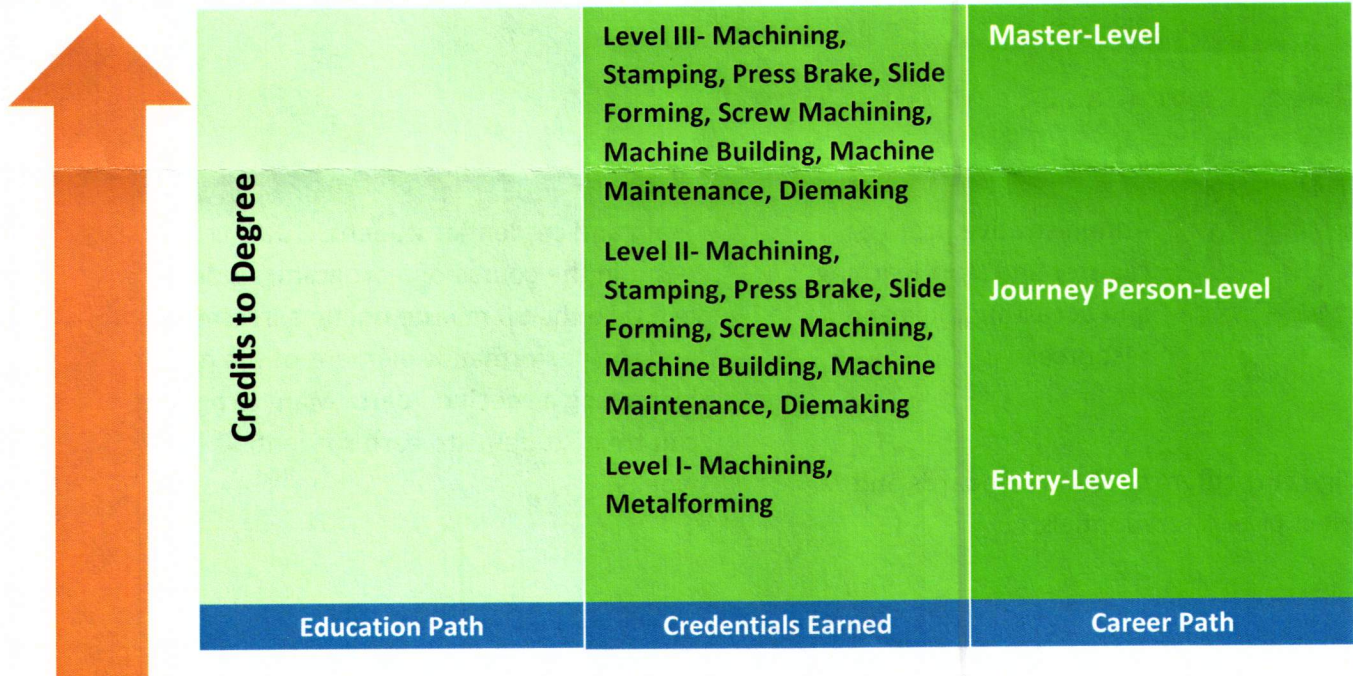 Credits to Degree
Level III- Machining,
Stamping, Press Brake, Slide
Forming, Screw Machining,
Machine Building, Machine
Maintenance, Diemaking
Level II- Machining,
Stamping, Press Brake, Slide
Forming, Screw Machining,
Machine Building, Machine
Maintenance, Diemaking
Level I- Machining,
Metalforming
Master-Level
Journey Person-Level
Entry-Level
Education Path
Credentials Earned
Career Path